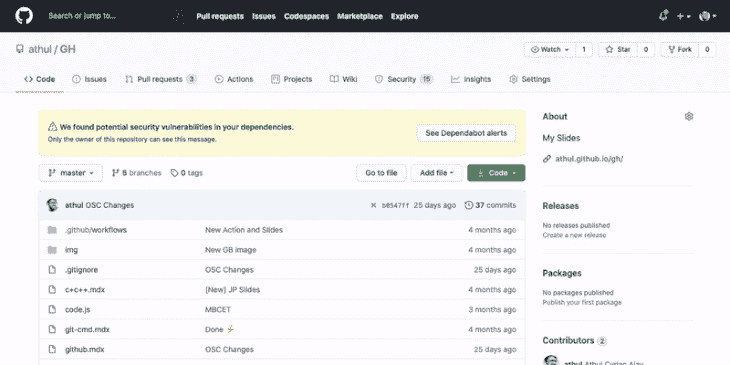 Search or jump to...
Pull requests Issues Codespaces Marketplace Explore
athul / GH
Watch 1 Star 0 Fork 0
Code Issues Pull requests 3 Actions Projects Wiki Security 15 Insights Settings
We found potential security vulnerabilities in your dependencies.
Only the owner of this repository can see this message.
See Dependabot alerts
master 6 branches 0 tags Go to file Add file Code
athul OSC Changes 25 days ago 37 commits
.github/workflows New Action and Slides 4 months ago
img New GB image 4 months ago
.gitignore OSC Changes 25 days ago
c+c++.mdx [New] JP Slides 4 months ago
code.js MBCET 3 months ago
git-cmd.mdx Done ⚡ 4 months ago
github.mdx OSC Changes 25 days ago
About
My Slides
athul.github.io/gh/
Releases
No releases published
Create a new release
Packages
No packages published
Publish your first package
Contributors 2
athul Athul Cyriac Ajay